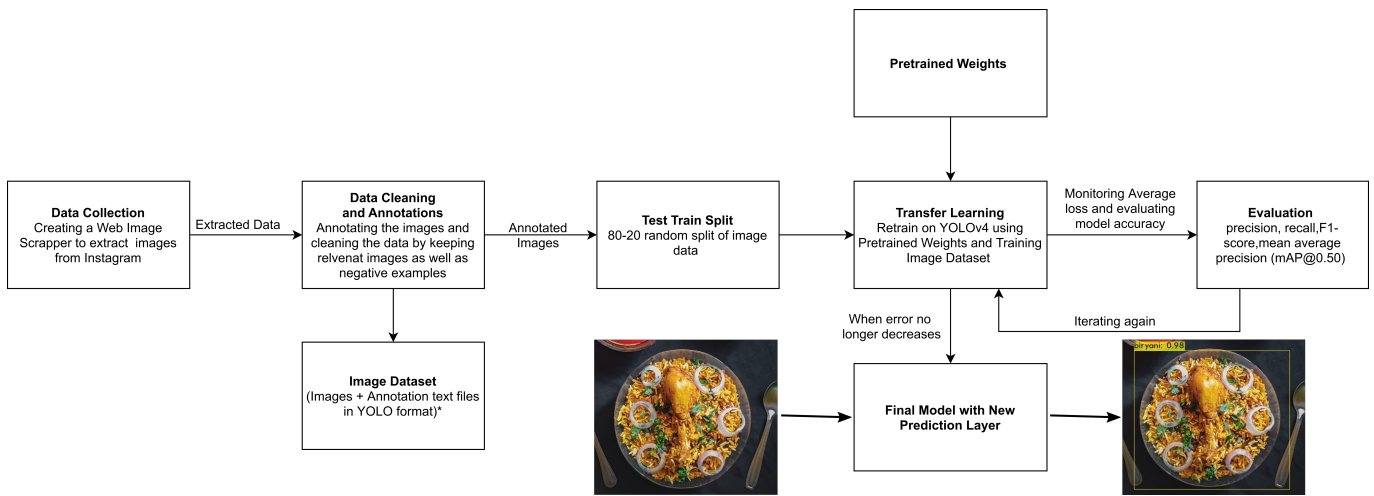 Pretrained Weights
Data Collection
Creating a Web Image
Scrapper to extract images
from Instagram
Extracted Data
Data Cleaning
and Annotations
Annotating the images and
cleaning the data by keeping
relvenat images as well as
negative examples
Annotated
Images
Test Train Split
80-20 random split of image
data
Transfer Learning
Retrain on YOLOv4 using
Pretrained Weights and Training
Image Dataset
Monitoring Average
loss and evaluating
model accuracy
Evaluation
precision, recall,F1-
score,mean average
precision (mAP@0.50)
When error no
longer decreases
Iterating again
Image Dataset
(Images + Annotation text files
in YOLO format)*
Final Model with New
Prediction Layer
biryani: 0.98